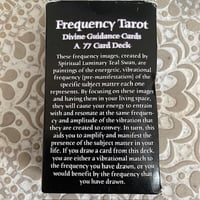 Frequency Tarot
Divine Guidance Cards
A 77 Card Deck
These frequency images, created by
Spiritual Luminary Teal Swan, are
paintings of the energetic, vibrational
frequency (pre-manifestation) of the
specific subject matter each one
represents. By focusing on these images
and having them in your living space,
they will cause your energy to entrain
with and resonate at the same frequen-
cy and amplitude of the vibration that
they are created to convey. In turn, this
aids you to amplify and manifest the
presence of the subject matter in your
life. If you draw a card from this deck,
you are either a vibrational match to
the frequency you have drawn, or you
would benefit by the frequency that
you have drawn.